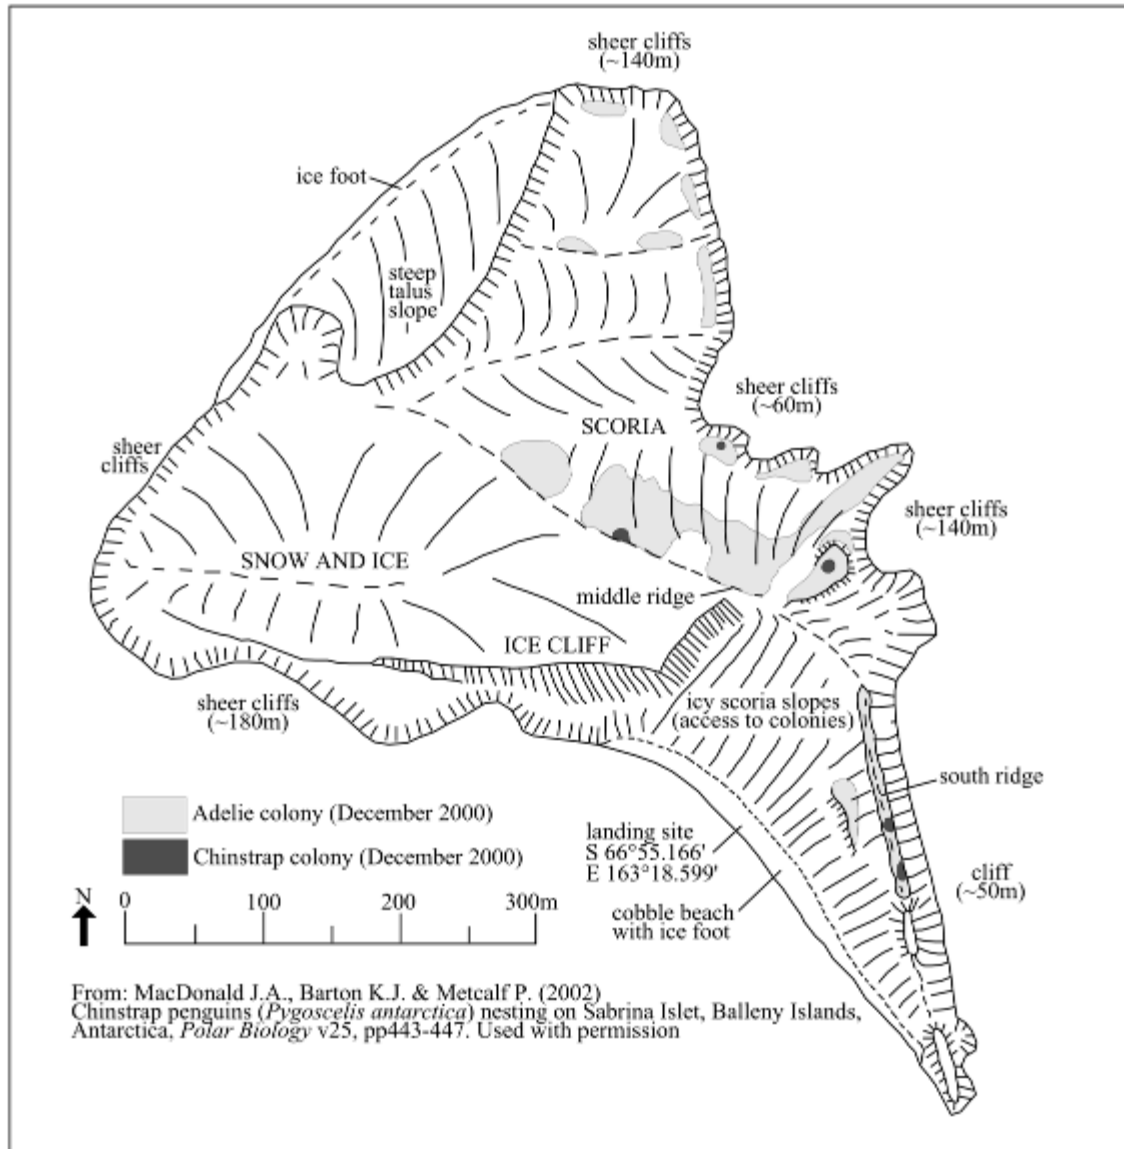 sheer cliffs
(~140m)
ice foot
steep
talus
slope
sheer cliffs
(~60m)
SCORIA
sheer
cliffs
sheer cliffs
(~140m)
SNOW AND ICE
middle ridge
ICE CLIFF
sheer cliffs
(~180m)
icy scoria slopes
(access to colonies)
south ridge
Adelie colony (December 2000)
Chinstrap colony (December 2000)
landing site
S 66°55.166'
E 163°18.599'
cliff
(~50m)
cobble beach
with ice foot
N
0 100 200 300m
From: MacDonald J.A., Barton K.J. & Metcalf P. (2002)
Chinstrap penguins (Pygoscelis antarctica) nesting on Sabrina Islet, Balleny Islands,
Antarctica, Polar Biology v25, pp443-447. Used with permission